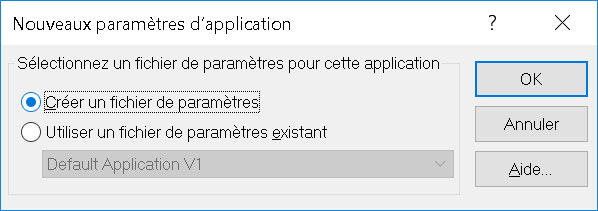 Nouveaux paramètres d'application
Sélectionnez un fichier de paramètres pour cette application
Créer un fichier de paramètres
Utiliser un fichier de paramètres existant
Default Application V1
OK
Annuler
Aide...